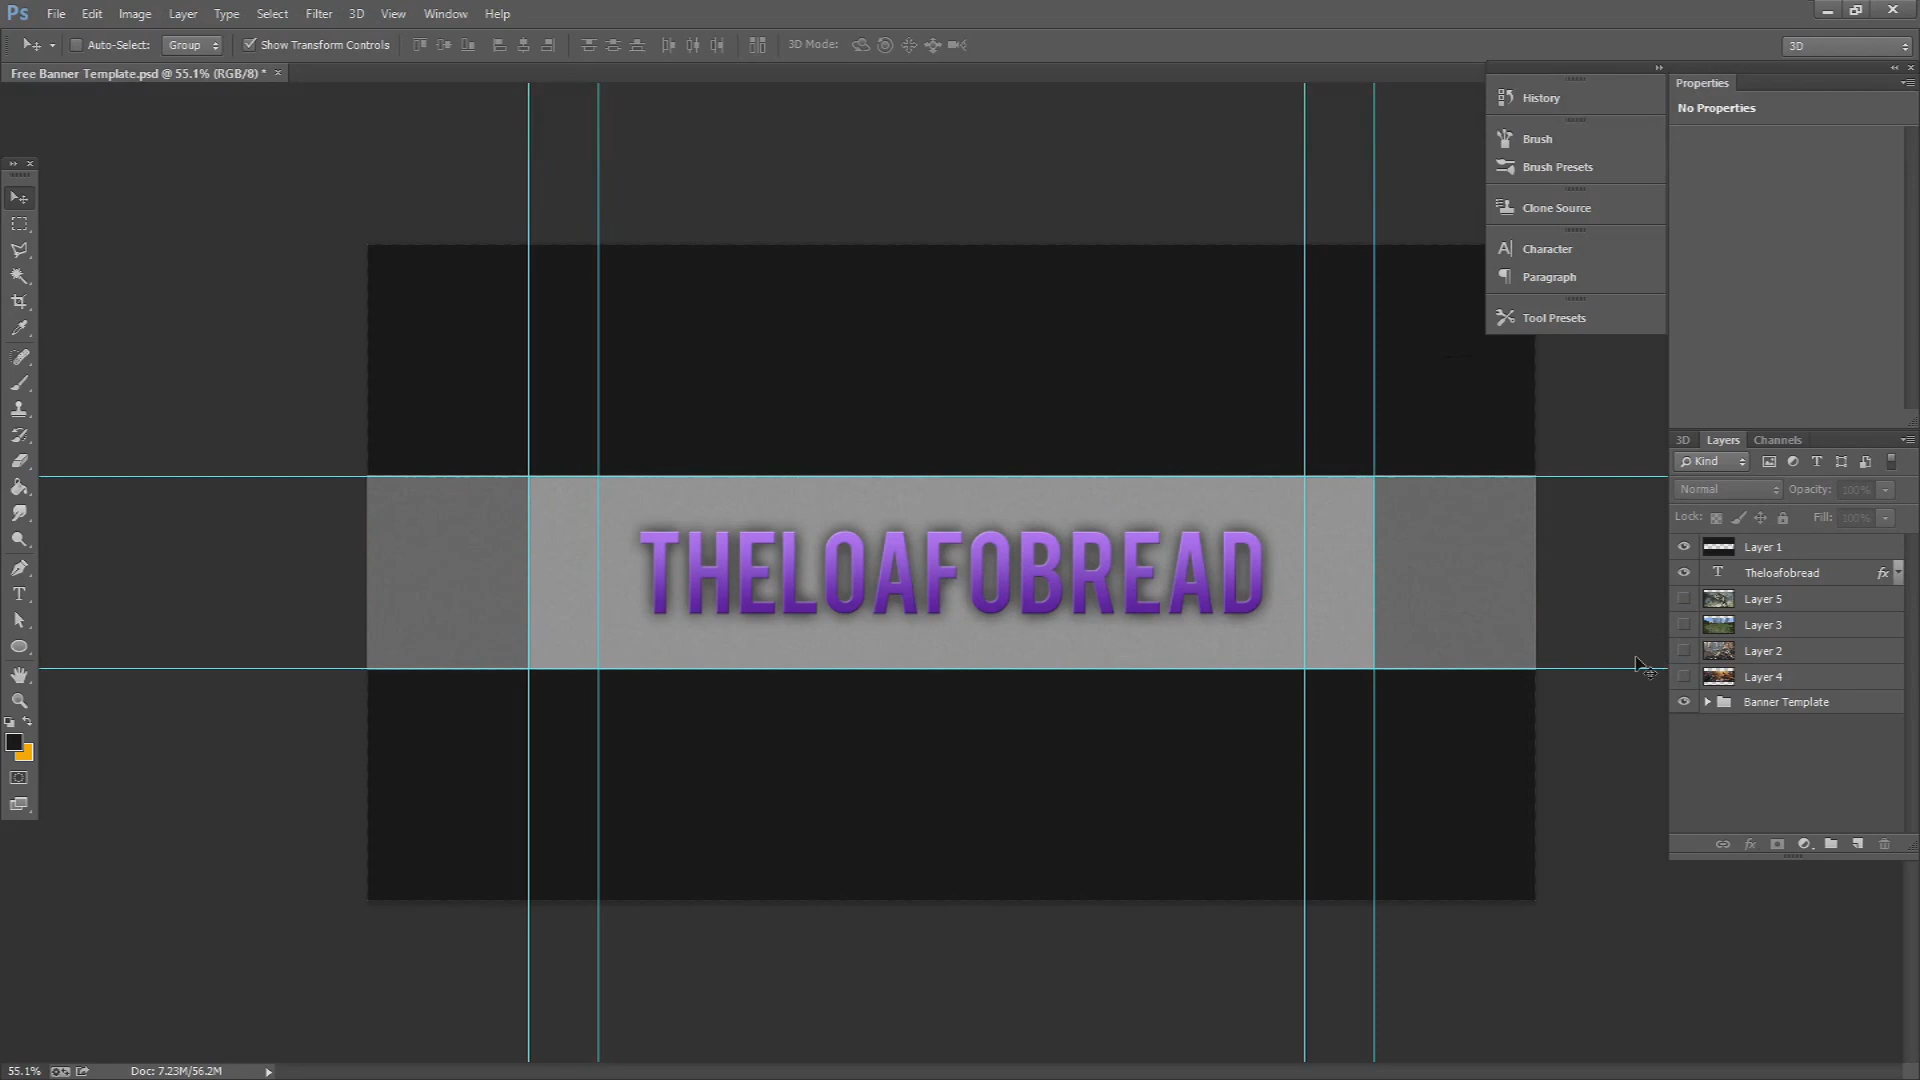 Ps File Edit Image Layer Type Select Filter 3D View Window Help
Auto-Select: Group Show Transform Controls 3D Mode: 3D
Free Banner Template.psd @ 55.1% (RGB/8) * ×
History
Brush
Brush Presets
Clone Source
Character
Paragraph
Tool Presets
Properties
No Properties
THELOAFOBREAD
3D Layers Channels
Kind
Normal Opacity: 100%
Lock: Fill: 100%
Layer 1
T Theloafobread fx
Layer 5
Layer 3
Layer 2
Layer 4
Banner Template
fx
55.1% Doc: 7.23M/56.2M